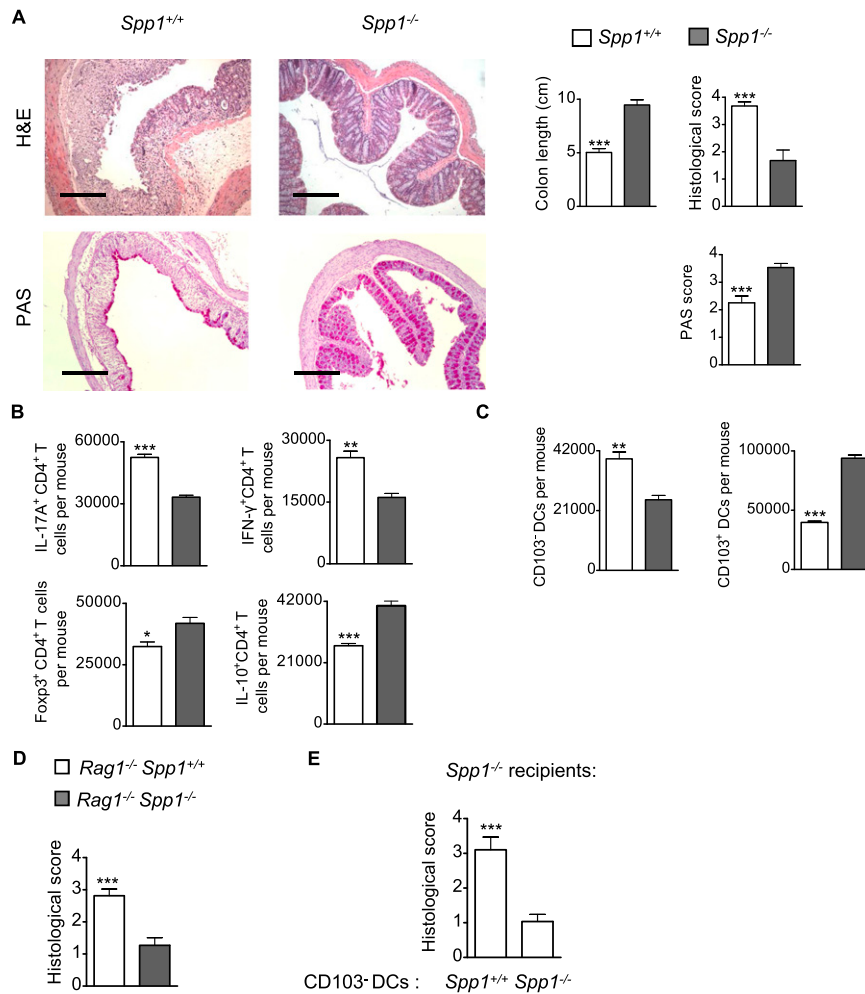 A
Spp1+/+
Spp1-/-
H&E
PAS
Spp1+/+
Spp1-/-
Colon length (cm)
10
5
0
***
Histological score
4
3
2
1
0
***
PAS score
4
3
2
1
0
***
B
IL-17A+ CD4+ T
cells per mouse
60000
30000
0
***
IFN-γ+CD4+ T
cells per mouse
30000
15000
0
**
Foxp3+ CD4+ T cells
per mouse
50000
25000
0
*
IL-10+CD4+ T
cells per mouse
42000
21000
0
***
C
CD103- DCs per mouse
42000
21000
0
**
CD103+ DCs per mouse
100000
50000
0
***
D
Rag1-/- Spp1+/+
Rag1-/- Spp1-/-
Histological score
4
3
2
1
0
***
E
Spp1-/- recipients:
Histological score
4
3
2
1
0
***
CD103- DCs : Spp1+/+ Spp1-/-